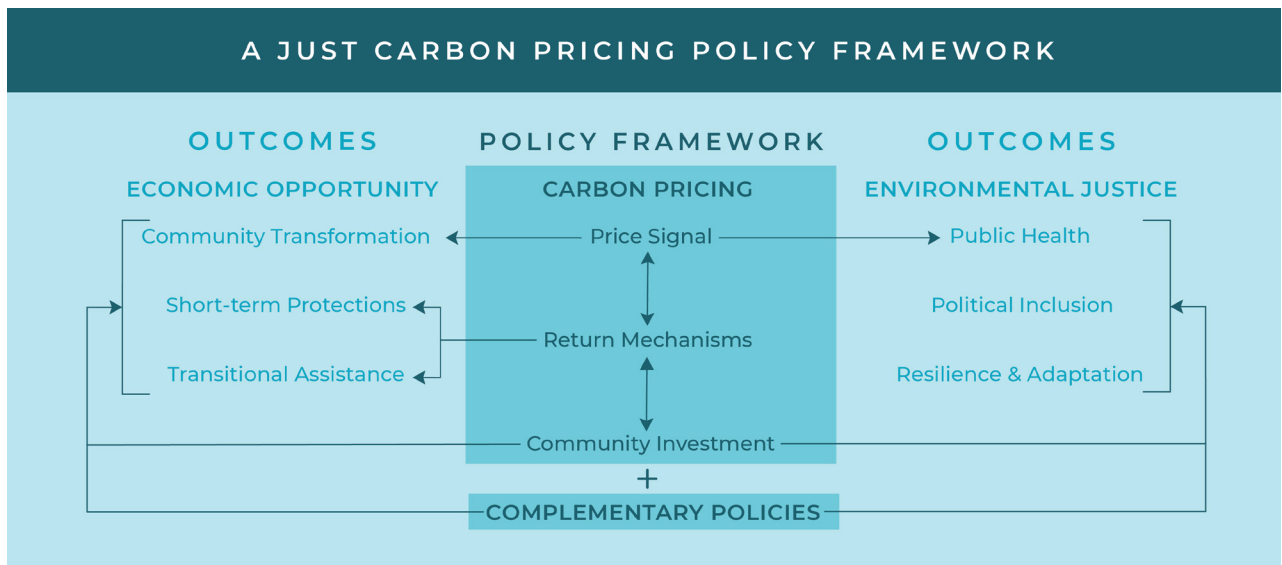 A JUST CARBON PRICING POLICY FRAMEWORK
OUTCOMES
ECONOMIC OPPORTUNITY
Community Transformation
Short-term Protections
Transitional Assistance
POLICY FRAMEWORK
CARBON PRICING
Price Signal
Return Mechanisms
Community Investment
+
COMPLEMENTARY POLICIES
OUTCOMES
ENVIRONMENTAL JUSTICE
Public Health
Political Inclusion
Resilience & Adaptation